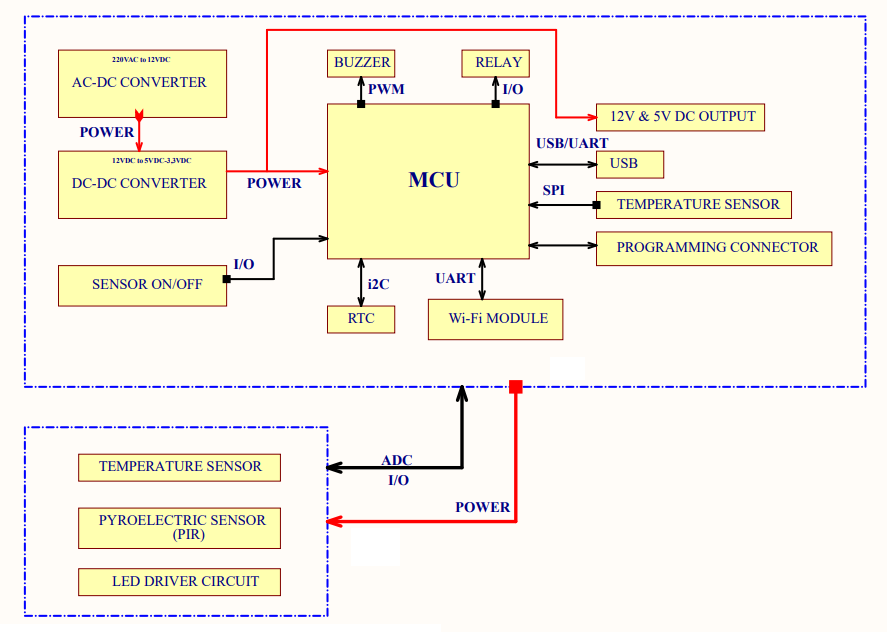 220VAC to 12VDC
AC-DC CONVERTER
POWER
12VDC to 5VDC-3,3VDC
DC-DC CONVERTER
POWER
SENSOR ON/OFF
I/O
BUZZER
PWM
RELAY
I/O
MCU
12V & 5V DC OUTPUT
USB/UART
USB
SPI
TEMPERATURE SENSOR
PROGRAMMING CONNECTOR
i2C
RTC
UART
Wi-Fi MODULE
TEMPERATURE SENSOR
PYROELECTRIC SENSOR
(PIR)
LED DRIVER CIRCUIT
ADC
I/O
POWER